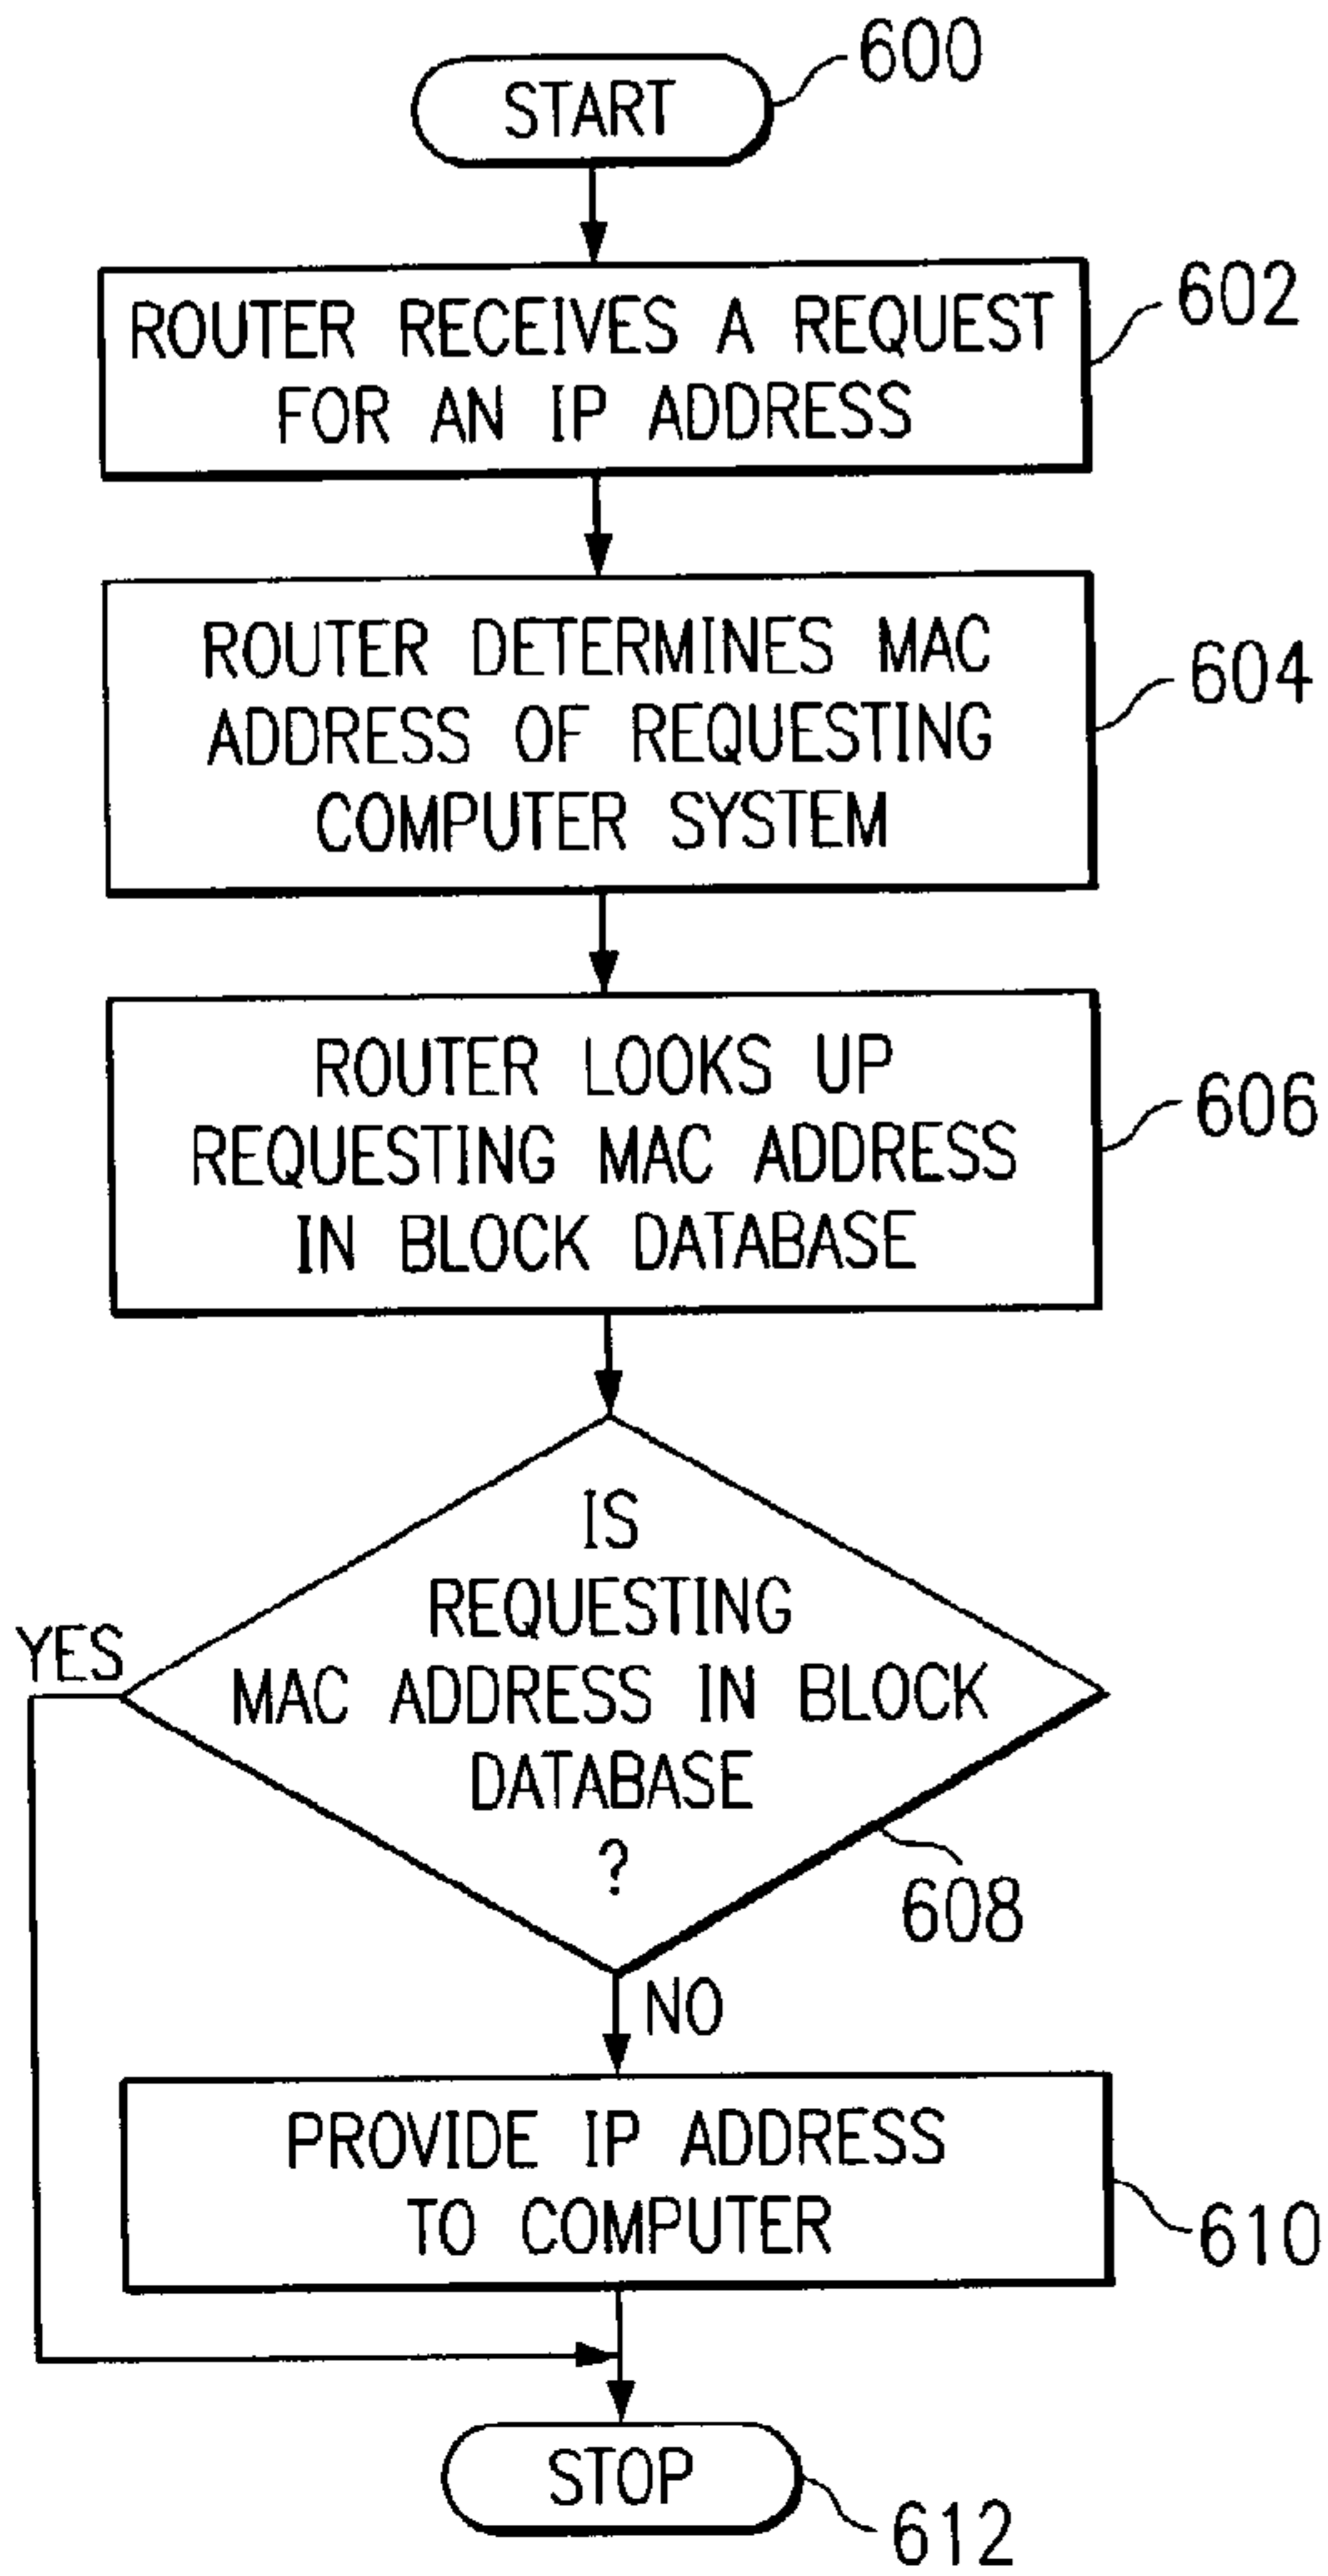 START
600
ROUTER RECEIVES A REQUEST
FOR AN IP ADDRESS
602
ROUTER DETERMINES MAC
ADDRESS OF REQUESTING
COMPUTER SYSTEM
604
ROUTER LOOKS UP
REQUESTING MAC ADDRESS
IN BLOCK DATABASE
606
IS
REQUESTING
MAC ADDRESS IN BLOCK
DATABASE
?
YES
608
NO
PROVIDE IP ADDRESS
TO COMPUTER
610
STOP
612